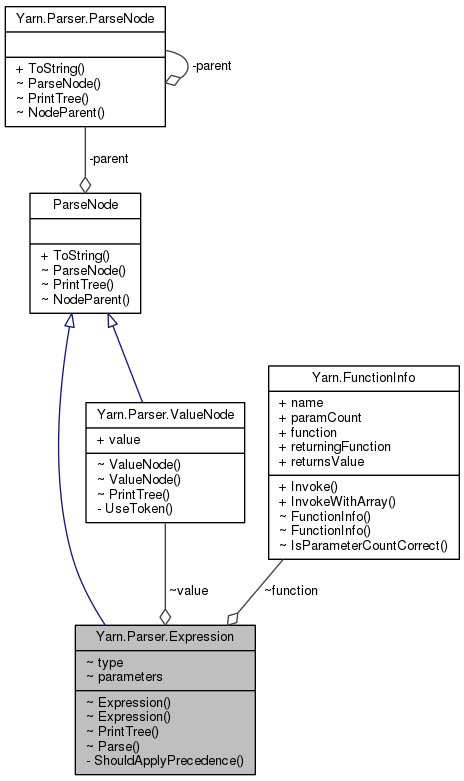 Yarn.Parser.ParseNode
+ ToString()
~ ParseNode()
~ PrintTree()
~ NodeParent()
-parent
-parent
ParseNode
+ ToString()
~ ParseNode()
~ PrintTree()
~ NodeParent()
Yarn.Parser.ValueNode
+ value
~ ValueNode()
~ ValueNode()
~ PrintTree()
- UseToken()
Yarn.FunctionInfo
+ name
+ paramCount
+ function
+ returningFunction
+ returnsValue
+ Invoke()
+ InvokeWithArray()
~ FunctionInfo()
~ FunctionInfo()
~ IsParameterCountCorrect()
~value
~function
Yarn.Parser.Expression
~ type
~ parameters
~ Expression()
~ Expression()
~ PrintTree()
~ Parse()
- ShouldApplyPrecedence()